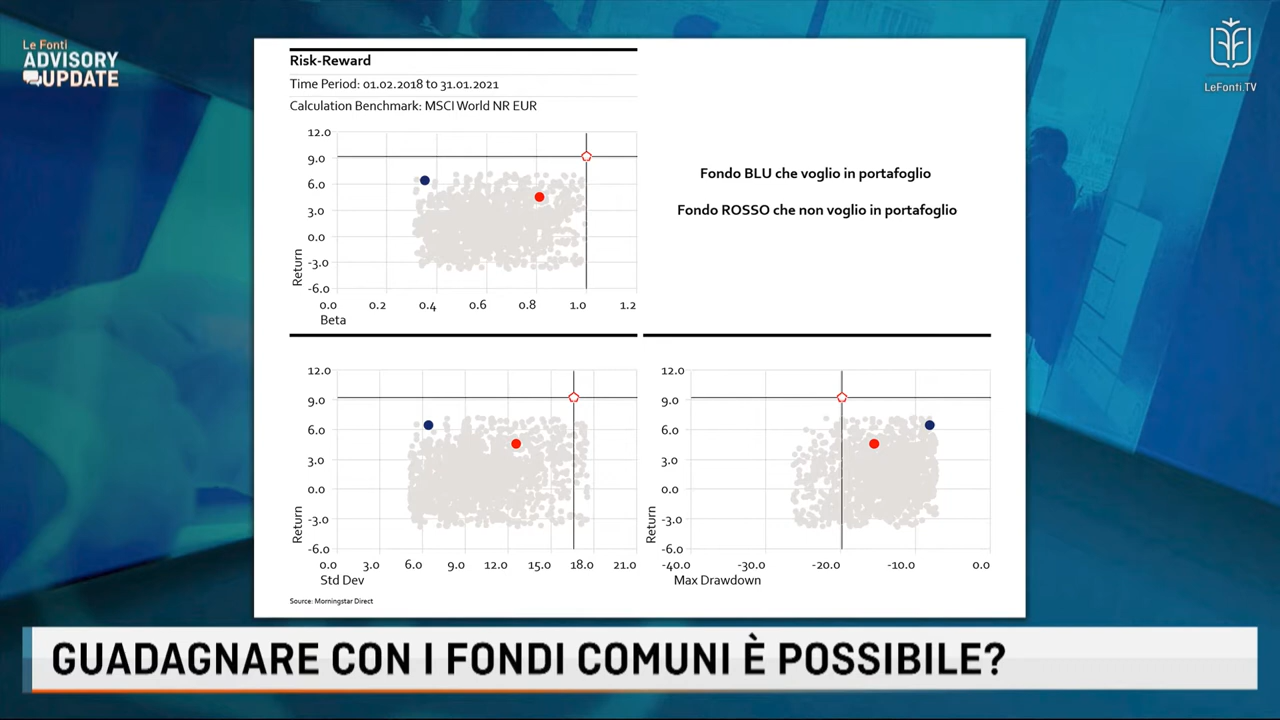 Le Fonti
ADVISORY
UPDATE
LeFonti.TV
Risk-Reward
Time Period: 01.02.2018 to 31.01.2021
Calculation Benchmark: MSCI World NR EUR
12.0
9.0
6.0
3.0
0.0
-3.0
-6.0
Return
0.0 0.2 0.4 0.6 0.8 1.0 1.2
Beta
Fondo BLU che voglio in portafoglio
Fondo ROSSO che non voglio in portafoglio
12.0
9.0
6.0
3.0
0.0
-3.0
-6.0
Return
0.0 3.0 6.0 9.0 12.0 15.0 18.0 21.0
Std Dev
12.0
9.0
6.0
3.0
0.0
-3.0
-6.0
Return
-40.0 -30.0 -20.0 -10.0 0.0
Max Drawdown
Source: Morningstar Direct
GUADAGNARE CON I FONDI COMUNI È POSSIBILE?